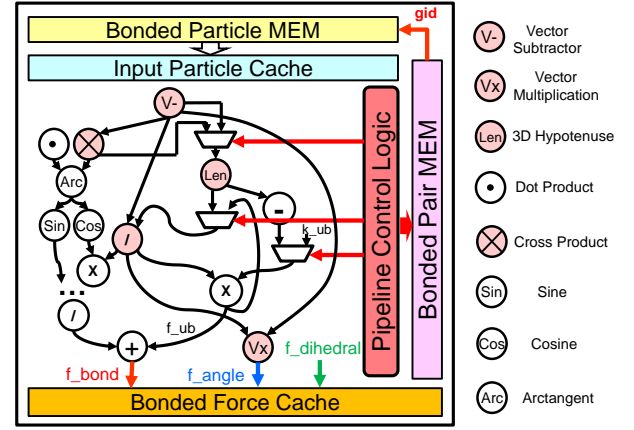 gid
Bonded Particle MEM
Input Particle Cache
V-
Len
Arc
Sin
Cos
/
-
k_ub
x
x
...
/
f_ub
+
Vx
f_bond
f_angle
f_dihedral
Bonded Force Cache
Pipeline Control Logic
Bonded Pair MEM
V-
Vector
Subtractor
Vx
Vector
Multiplication
Len
3D Hypotenuse
Dot Product
Cross Product
Sin
Sine
Cos
Cosine
Arc
Arctangent